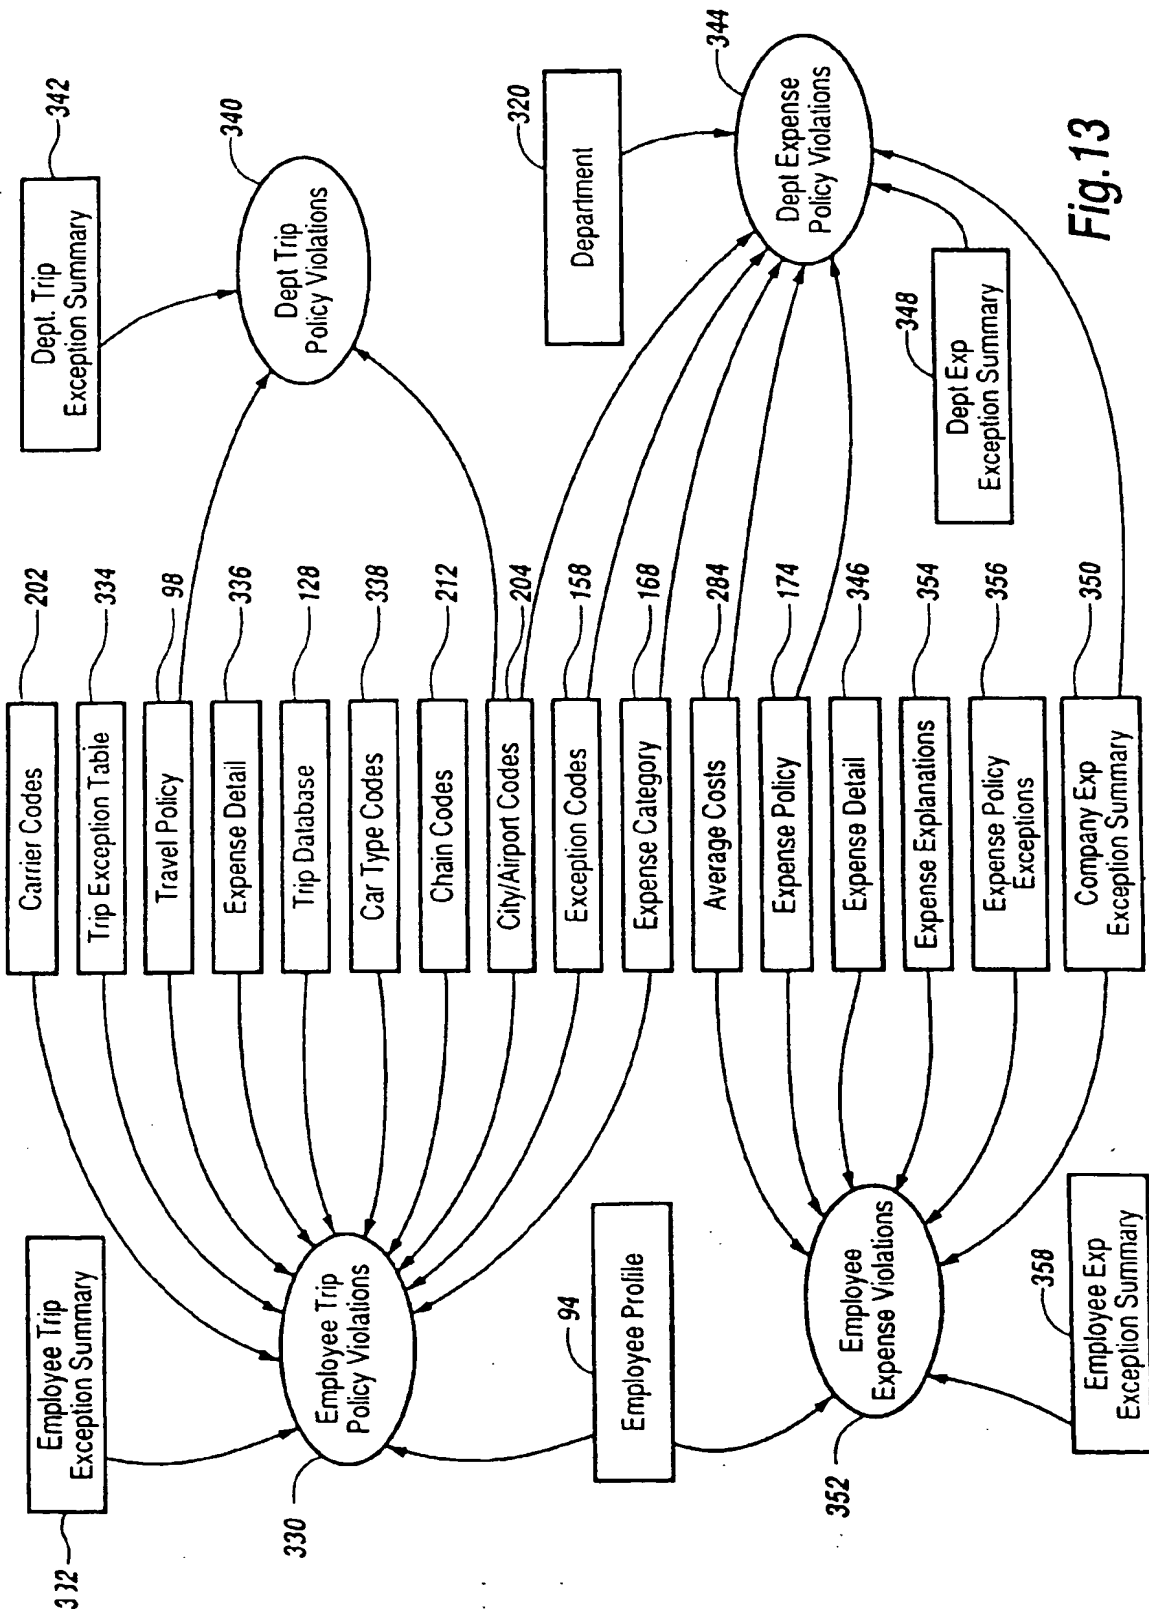 332
Employee Trip
Exception Summary
330
Employee Trip
Policy Violations
94
Employee Profile
352
Employee
Expense Violations
358
Employee Exp
Exception Summary
Carrier Codes
202
Trip Exception Table
334
Travel Policy
98
Expense Detail
336
Trip Database
128
Car Type Codes
338
Chain Codes
212
City/Airport Codes
204
Exception Codes
158
Expense Category
168
Average Costs
284
Expense Policy
174
Expense Detail
346
Expense Explanations
354
Expense Policy
Exceptions
356
Company Exp
Exception Summary
350
Dept. Trip
Exception Summary
342
Dept Trip
Policy Violations
340
Department
320
Dept Expense
Policy Violations
344
Dept Exp
Exception Summary
348
Fig.13